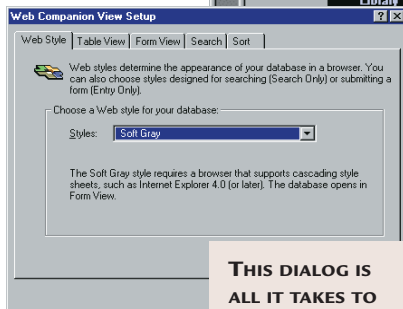 Library
Web Companion View Setup
Web Style Table View Form View Search Sort
Web styles determine the appearance of your database in a browser. You
can also choose styles designed for searching (Search Only) or submitting a
form (Entry Only).
Choose a Web style for your database:
Styles: Soft Gray
The Soft Gray style requires a browser that supports cascading style
sheets, such as Internet Explorer 4.0 (or later). The database opens in
Form View.
THIS DIALOG IS
ALL IT TAKES TO